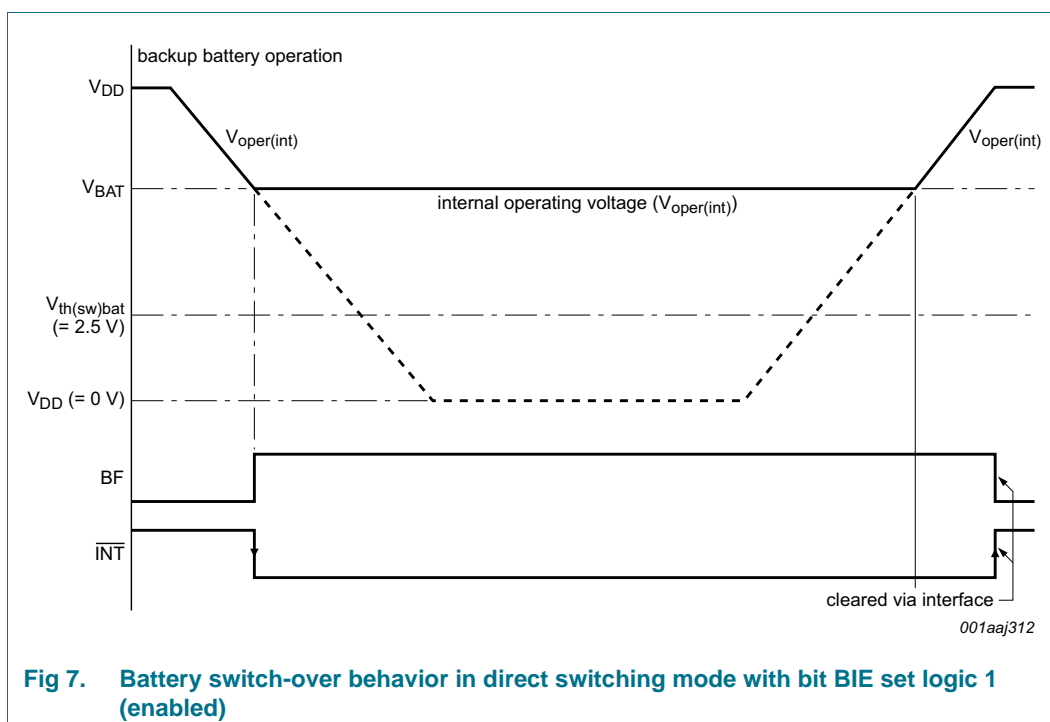 backup battery operation
VDD
Voper(int)
Voper(int)
VBAT
internal operating voltage (Voper(int))
Vth(sw)bat
(= 2.5 V)
VDD (= 0 V)
BF
INT
cleared via interface
001aaj312
Fig 7. Battery switch-over behavior in direct switching mode with bit BIE set logic 1
(enabled)